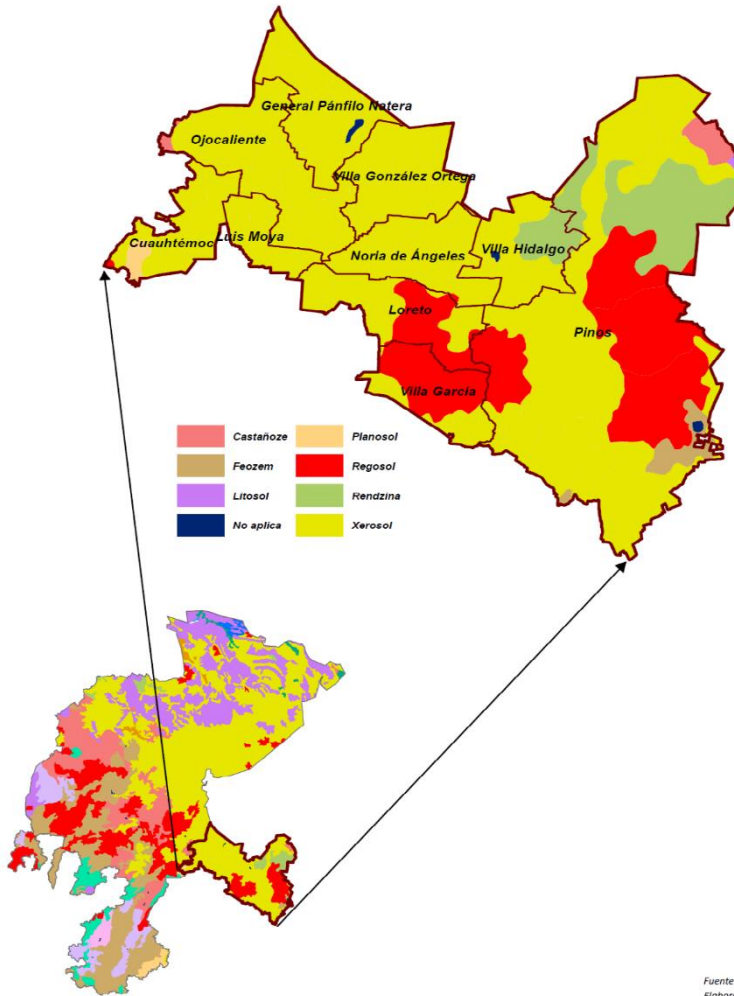 General Pánfilo Natera
Ojocaliente
Villa González Ortega
Cuauhtémoc
Luis Moya
Noria de Ángeles
Villa Hidalgo
Loreto
Pinos
Villa García
Castañoze
Planosol
Feozem
Regosol
Litosol
Rendzina
No aplica
Xerosol
Fuente